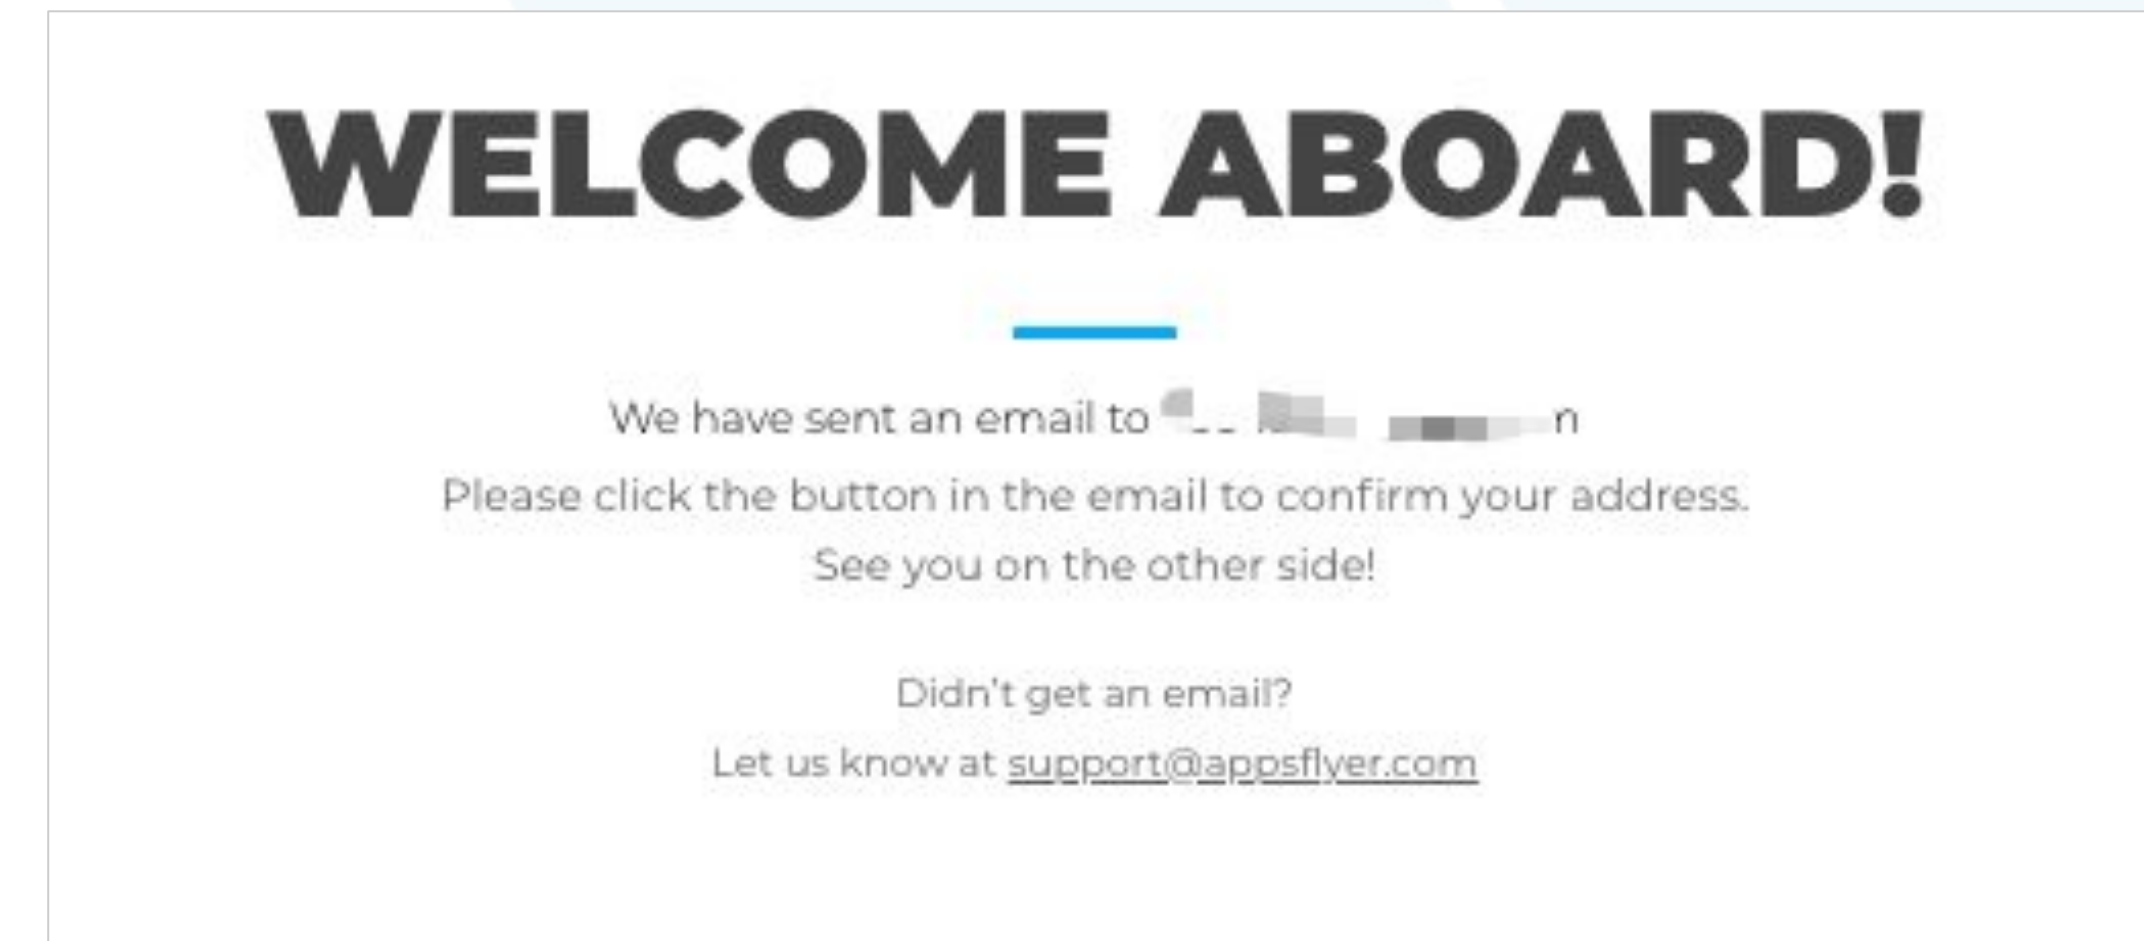 WELCOME ABOARD!
We have sent an email to
Please click the button in the email to confirm your address.
See you on the other side!
Didn't get an email?
Let us know at support@appsflyer.com